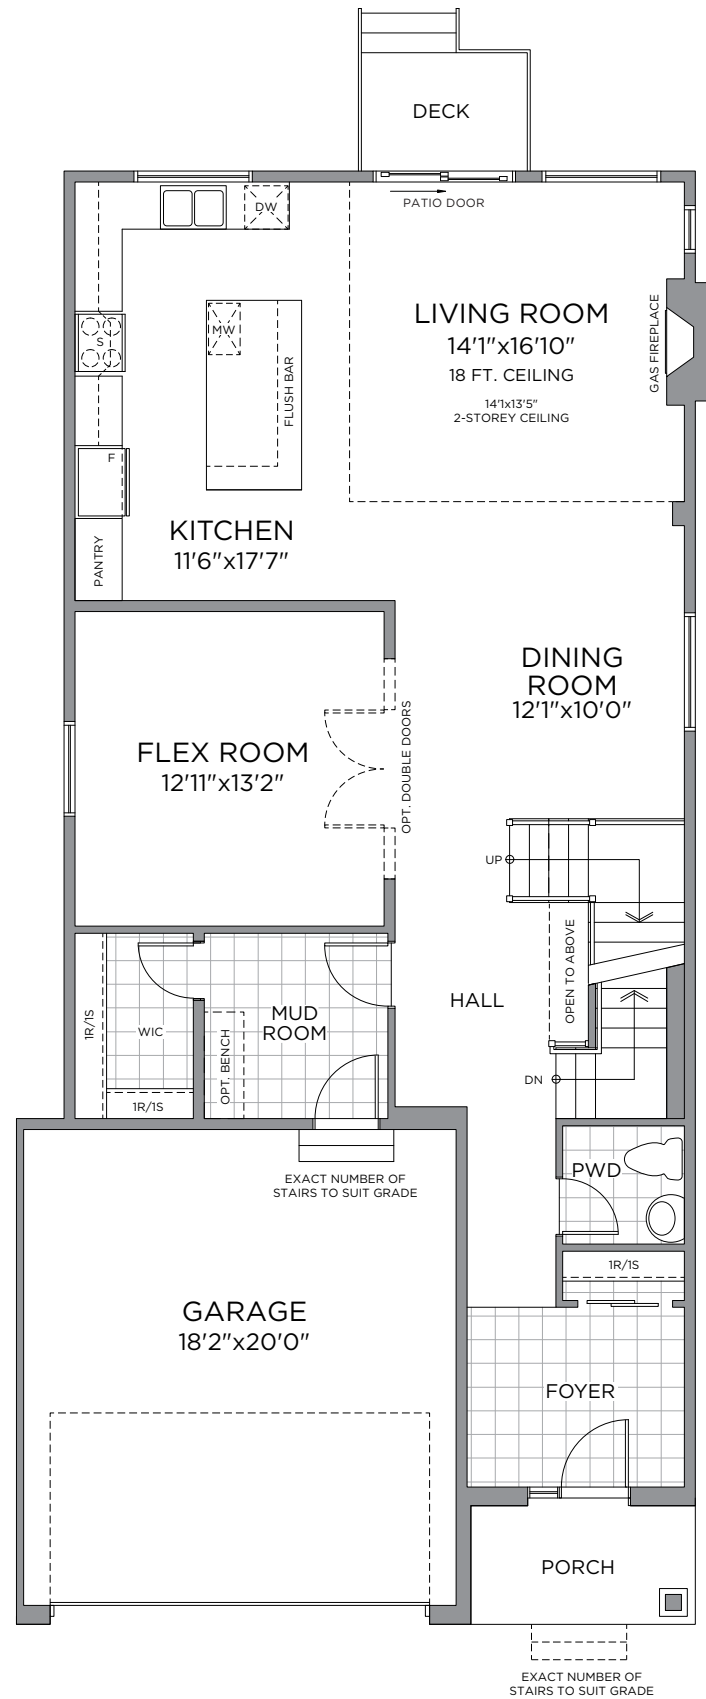 DECK
PATIO DOOR
DW
LIVING ROOM
14'1"x16'10"
18 FT. CEILING
14'1x13'5"
2-STOREY CEILING
GAS FIREPLACE
S
MW
FLUSH BAR
F
KITCHEN
11'6"x17'7"
PANTRY
DINING
ROOM
12'1"x10'0"
FLEX ROOM
12'11"x13'2"
OPT. DOUBLE DOORS
UP
OPEN TO ABOVE
HALL
MUD
ROOM
WIC
1R/1S
OPT. BENCH
1R/1S
DN
PWD
EXACT NUMBER OF
STAIRS TO SUIT GRADE
1R/1S
GARAGE
18'2"x20'0"
FOYER
PORCH
EXACT NUMBER OF
STAIRS TO SUIT GRADE